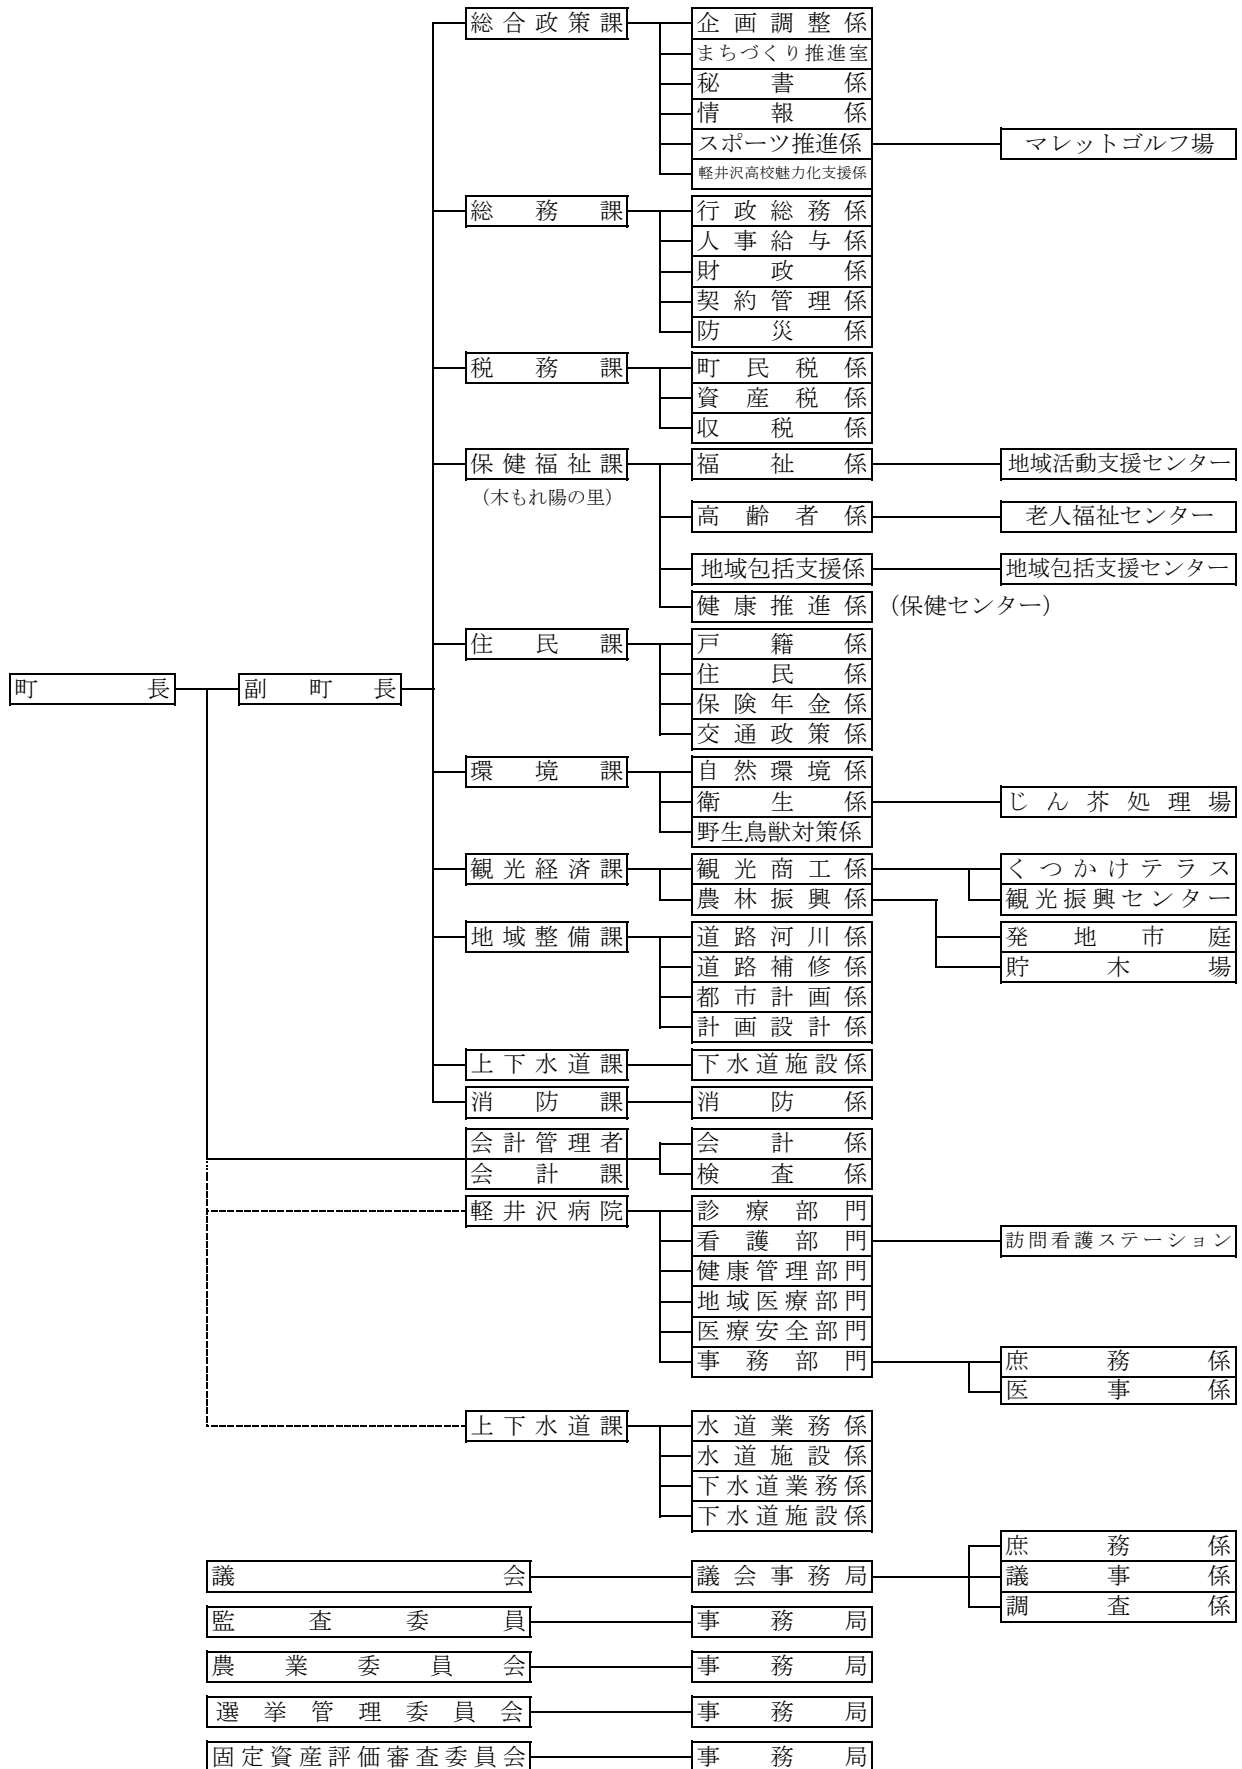 総合政策課 企画調整係
まちづくり推進室
秘書係
情報係
スポーツ推進係 マレットゴルフ場
軽井沢高校魅力化支援係
総務課 行政総務係
人事給与係
財政係
契約管理係
防災係
税務課 町民税係
資産税係
収税係
保健福祉課 福祉係 地域活動支援センター
（木もれ陽の里）
高齢者係 老人福祉センター
地域包括支援係 地域包括支援センター
健康推進係 （保健センター）
住民課 戸籍係
町長 副町長 住民係
保険年金係
交通政策係
環境課 自然環境係
衛生係 じん芥処理場
野生鳥獣対策係
観光経済課 観光商工係 くつかけテラス
農林振興係 観光振興センター
地域整備課 道路河川係 発地市庭
道路補修係 貯木場
都市計画係
計画設計係
上下水道課 下水道施設係
消防課 消防係
会計管理者 会計係
会計課 検査係
軽井沢病院 診療部門
看護部門 訪問看護ステーション
健康管理部門
地域医療部門
医療安全部門
事務部門 庶務係
医事係
上下水道課 水道業務係
水道施設係
下水道業務係
下水道施設係
庶務係
議会 議会事務局 議事係
調査係
監査委員 事務局
農業委員会 事務局
選挙管理委員会 事務局
固定資産評価審査委員会 事務局